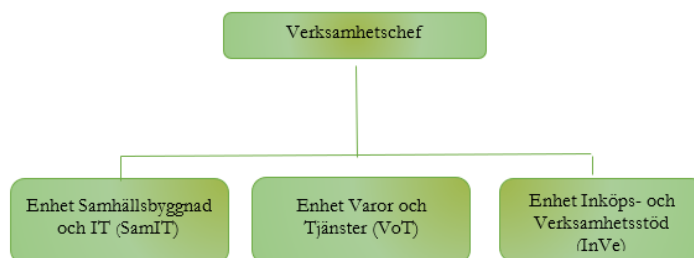 Verksamhetschef
Enhet Samhällsbyggnad
och IT (SamIT)
Enhet Varor och
Tjänster (VoT)
Enhet Inköps- och
Verksamhetsstöd
(InVe)